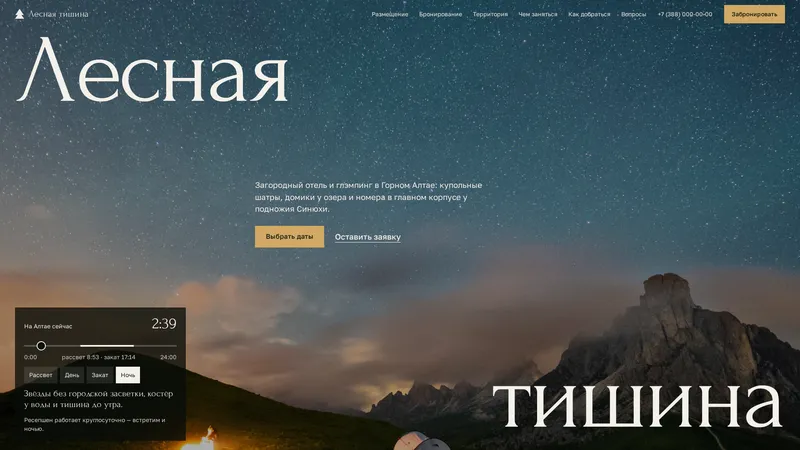 Лесная тишина
Размещение Бронирование Территория Чем заняться Как добраться Вопросы +7 (388) 000-00-00 Забронировать
Лесная
Загородный отель и глэмпинг в Горном Алтае: купольные
шатры, домики у озера и номера в главном корпусе у
подножия Синюхи.
Выбрать даты Оставить заявку
На Алтае сейчас 2:39
0:00 рассвет 8:53 · закат 17:14 24:00
Рассвет День Закат Ночь
Звёзды без городской засветки, костёр
у воды и тишина до утра.
Ресепшен работает круглосуточно — встретим и
ночью.
тишина